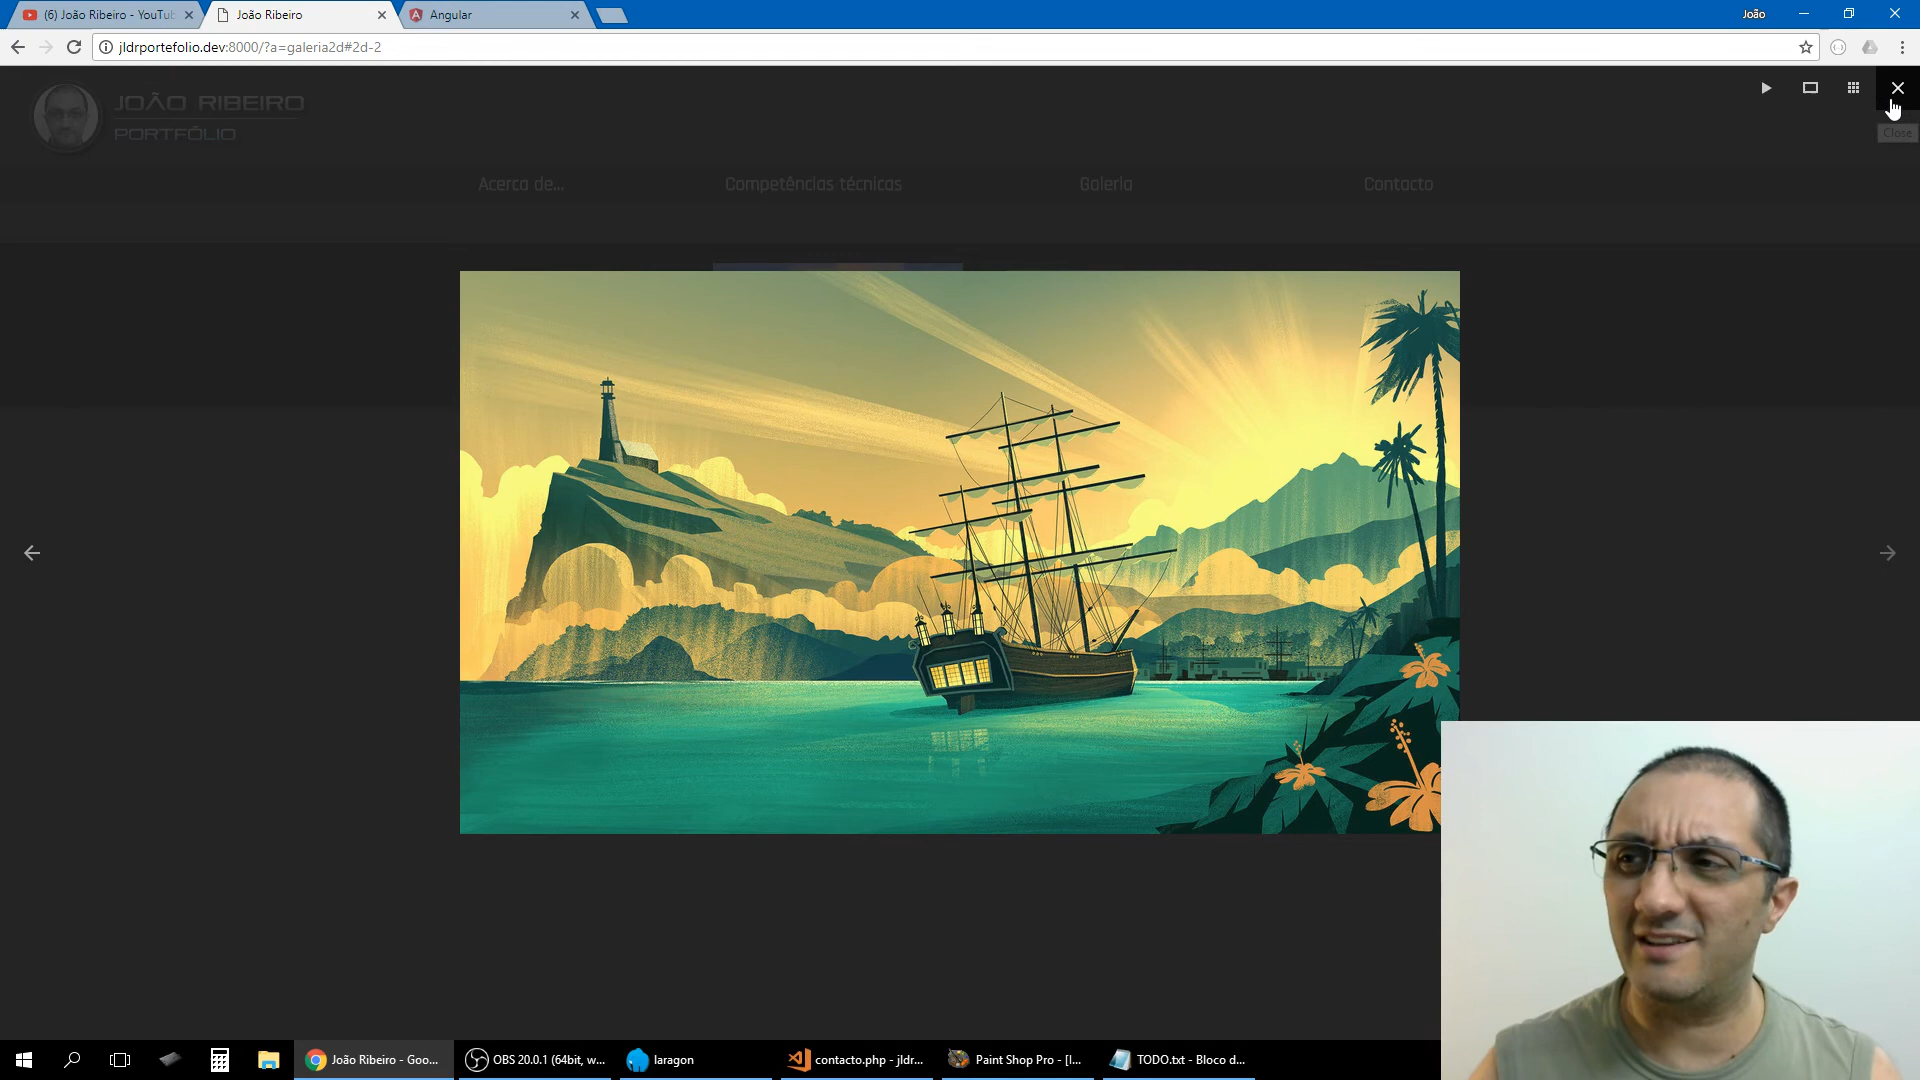 (6) João Ribeiro - YouTub
João Ribeiro
Angular
João
jldrportefolio.dev:8000/?a=galeria2d#2d-2
JOÃO RIBEIRO
PORTFÓLIO
Close
Acerca de...
Competências técnicas
Galeria
Contacto
João Ribeiro - Goo...
OBS 20.0.1 (64bit, w...
laragon
contacto.php - jldr...
Paint Shop Pro - [I...
TODO.txt - Bloco d...